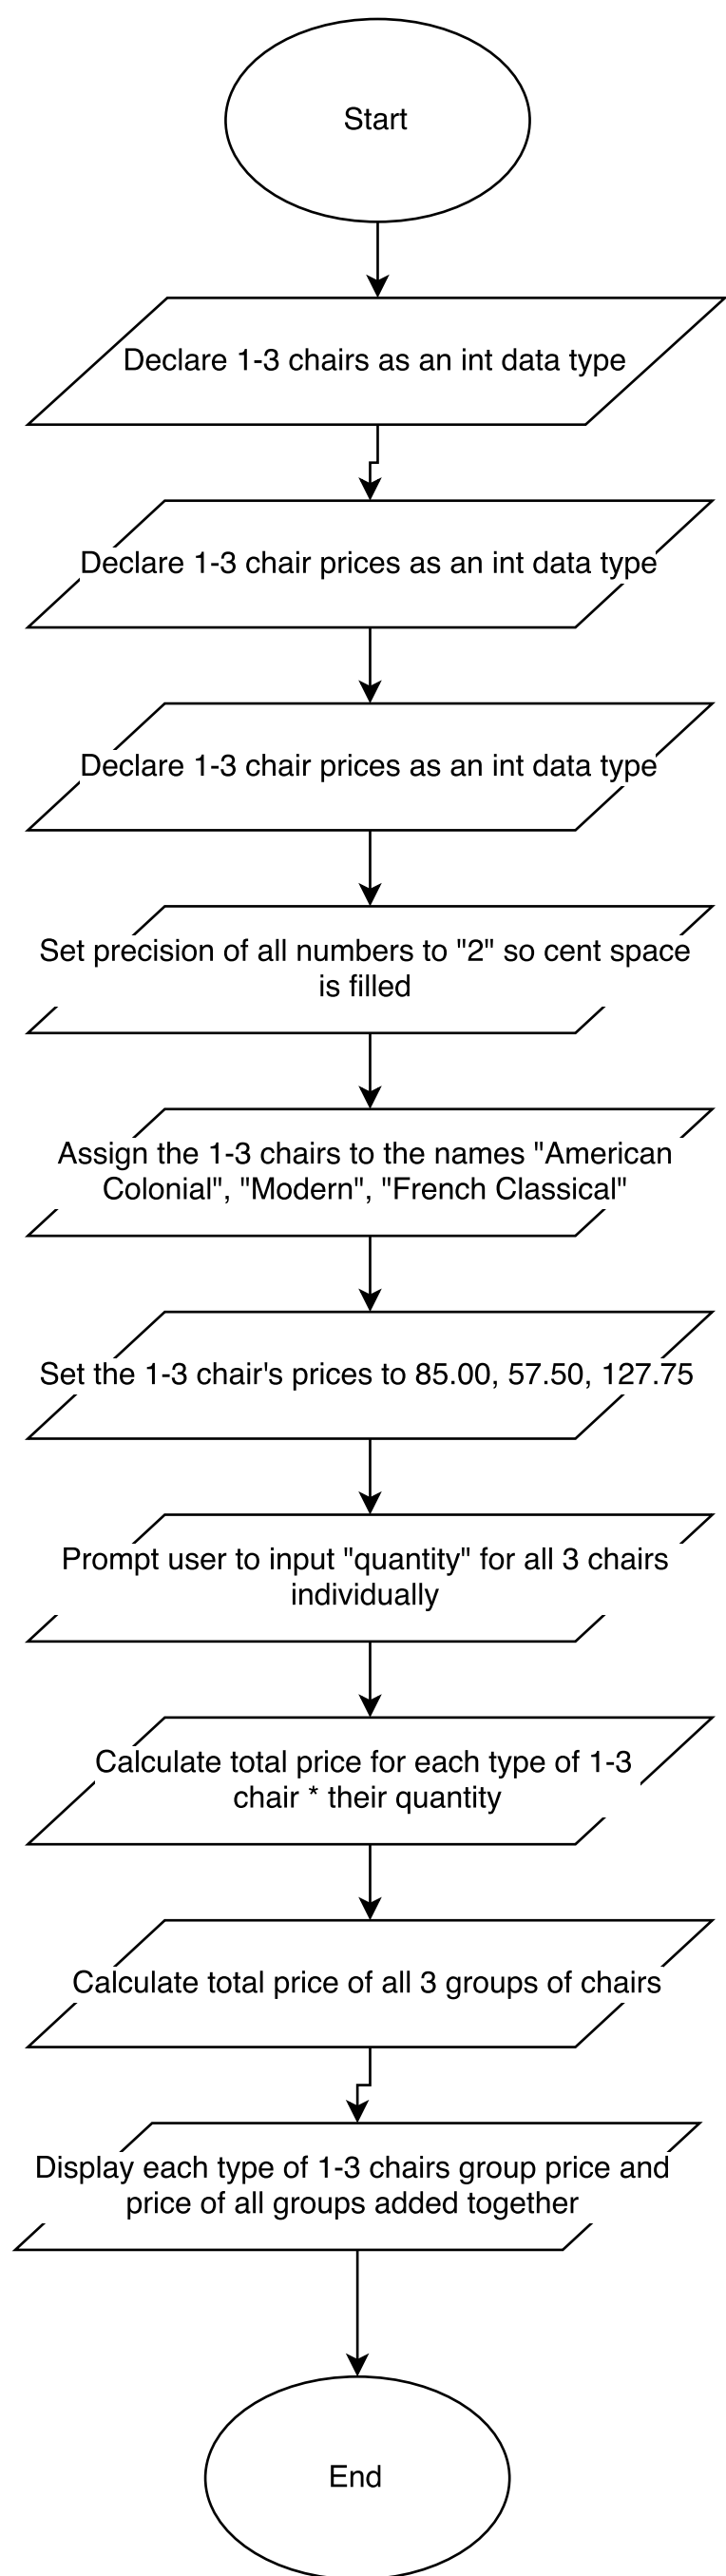 Start
Declare 1-3 chairs as an int data type
Declare 1-3 chair prices as an int data type
Declare 1-3 chair prices as an int data type
Set precision of all numbers to "2" so cent space
is filled
Assign the 1-3 chairs to the names "American
Colonial", "Modern", "French Classical"
Set the 1-3 chair's prices to 85.00, 57.50, 127.75
Prompt user to input "quantity" for all 3 chairs
individually
Calculate total price for each type of 1-3
chair * their quantity
Calculate total price of all 3 groups of chairs
Display each type of 1-3 chairs group price and
price of all groups added together
End